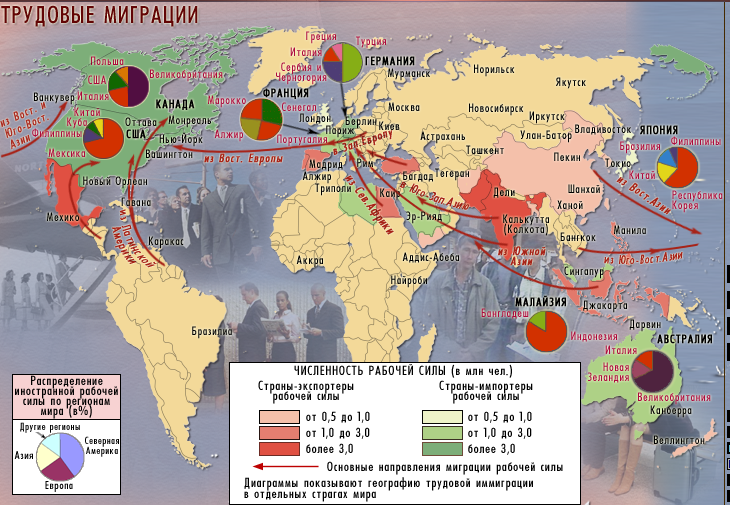 ТРУДОВЫЕ МИГРАЦИИ
Греция
Турция
Италия
Сербия и
Черногория
ГЕРМАНИЯ
Польша
США
Великобритания
Италия
КАНАДА
Ванкувер
из Вост. и
Юго-Вост.
Азии
Китай
Куба
Филиппины
США
Мексика
Оттава
Монреаль
Нью-Йорк
Вашингтон
Новый Орлеан
Мехико
Гавана
Каракас
из Латинской
Америки
Бразилиа
ФРАНЦИЯ
Марокко
Сенегал
Алжир
Португалия
из Вост. Европы
Лондон
Париж
Берлин
Мурманск
Норильск
Якутск
Москва
Новосибирск
Киев
Астрахань
Иркутск
Улан-Батор
Владивосток
Ташкент
Пекин
в Зап. Европу
Мадрид
Рим
Алжир
Триполи
Каир
Багдад
Тегеран
в Юго-Зап. Азию
из Сев. Африки
Эр-Рияд
Дели
Шанхай
Ханой
Калькутта
(Колкота)
Бангкок
Манила
из Южной
Азии
Аккра
Аддис-Абеба
Найроби
Сингапур
Джакарта
ЯПОНИЯ
Бразилия
Филиппины
Токио
Китай
Республика
Корея
из Вост. Азии
из Юго-Вост. Азии
МАЛАЙЗИЯ
Бангладеш
Индонезия
Дарвин
АВСТРАЛИЯ
Италия
Новая
Зеландия
Великобритания
Канберра
Веллингтон
Распределение
иностранной рабочей
силы по регионам
мира (в%)
Другие регионы
Северная
Америка
Азия
Европа
ЧИСЛЕННОСТЬ РАБОЧЕЙ СИЛЫ (в млн чел.)
Страны-экспортеры
рабочей силы
Страны-импортеры
рабочей силы
от 0,5 до 1,0
от 0,5 до 1,0
от 1,0 до 3,0
от 1,0 до 3,0
более 3,0
более 3,0
Основные направления миграции рабочей силы
Диаграммы показывают географию трудовой иммиграции
в отдельных страгах мира